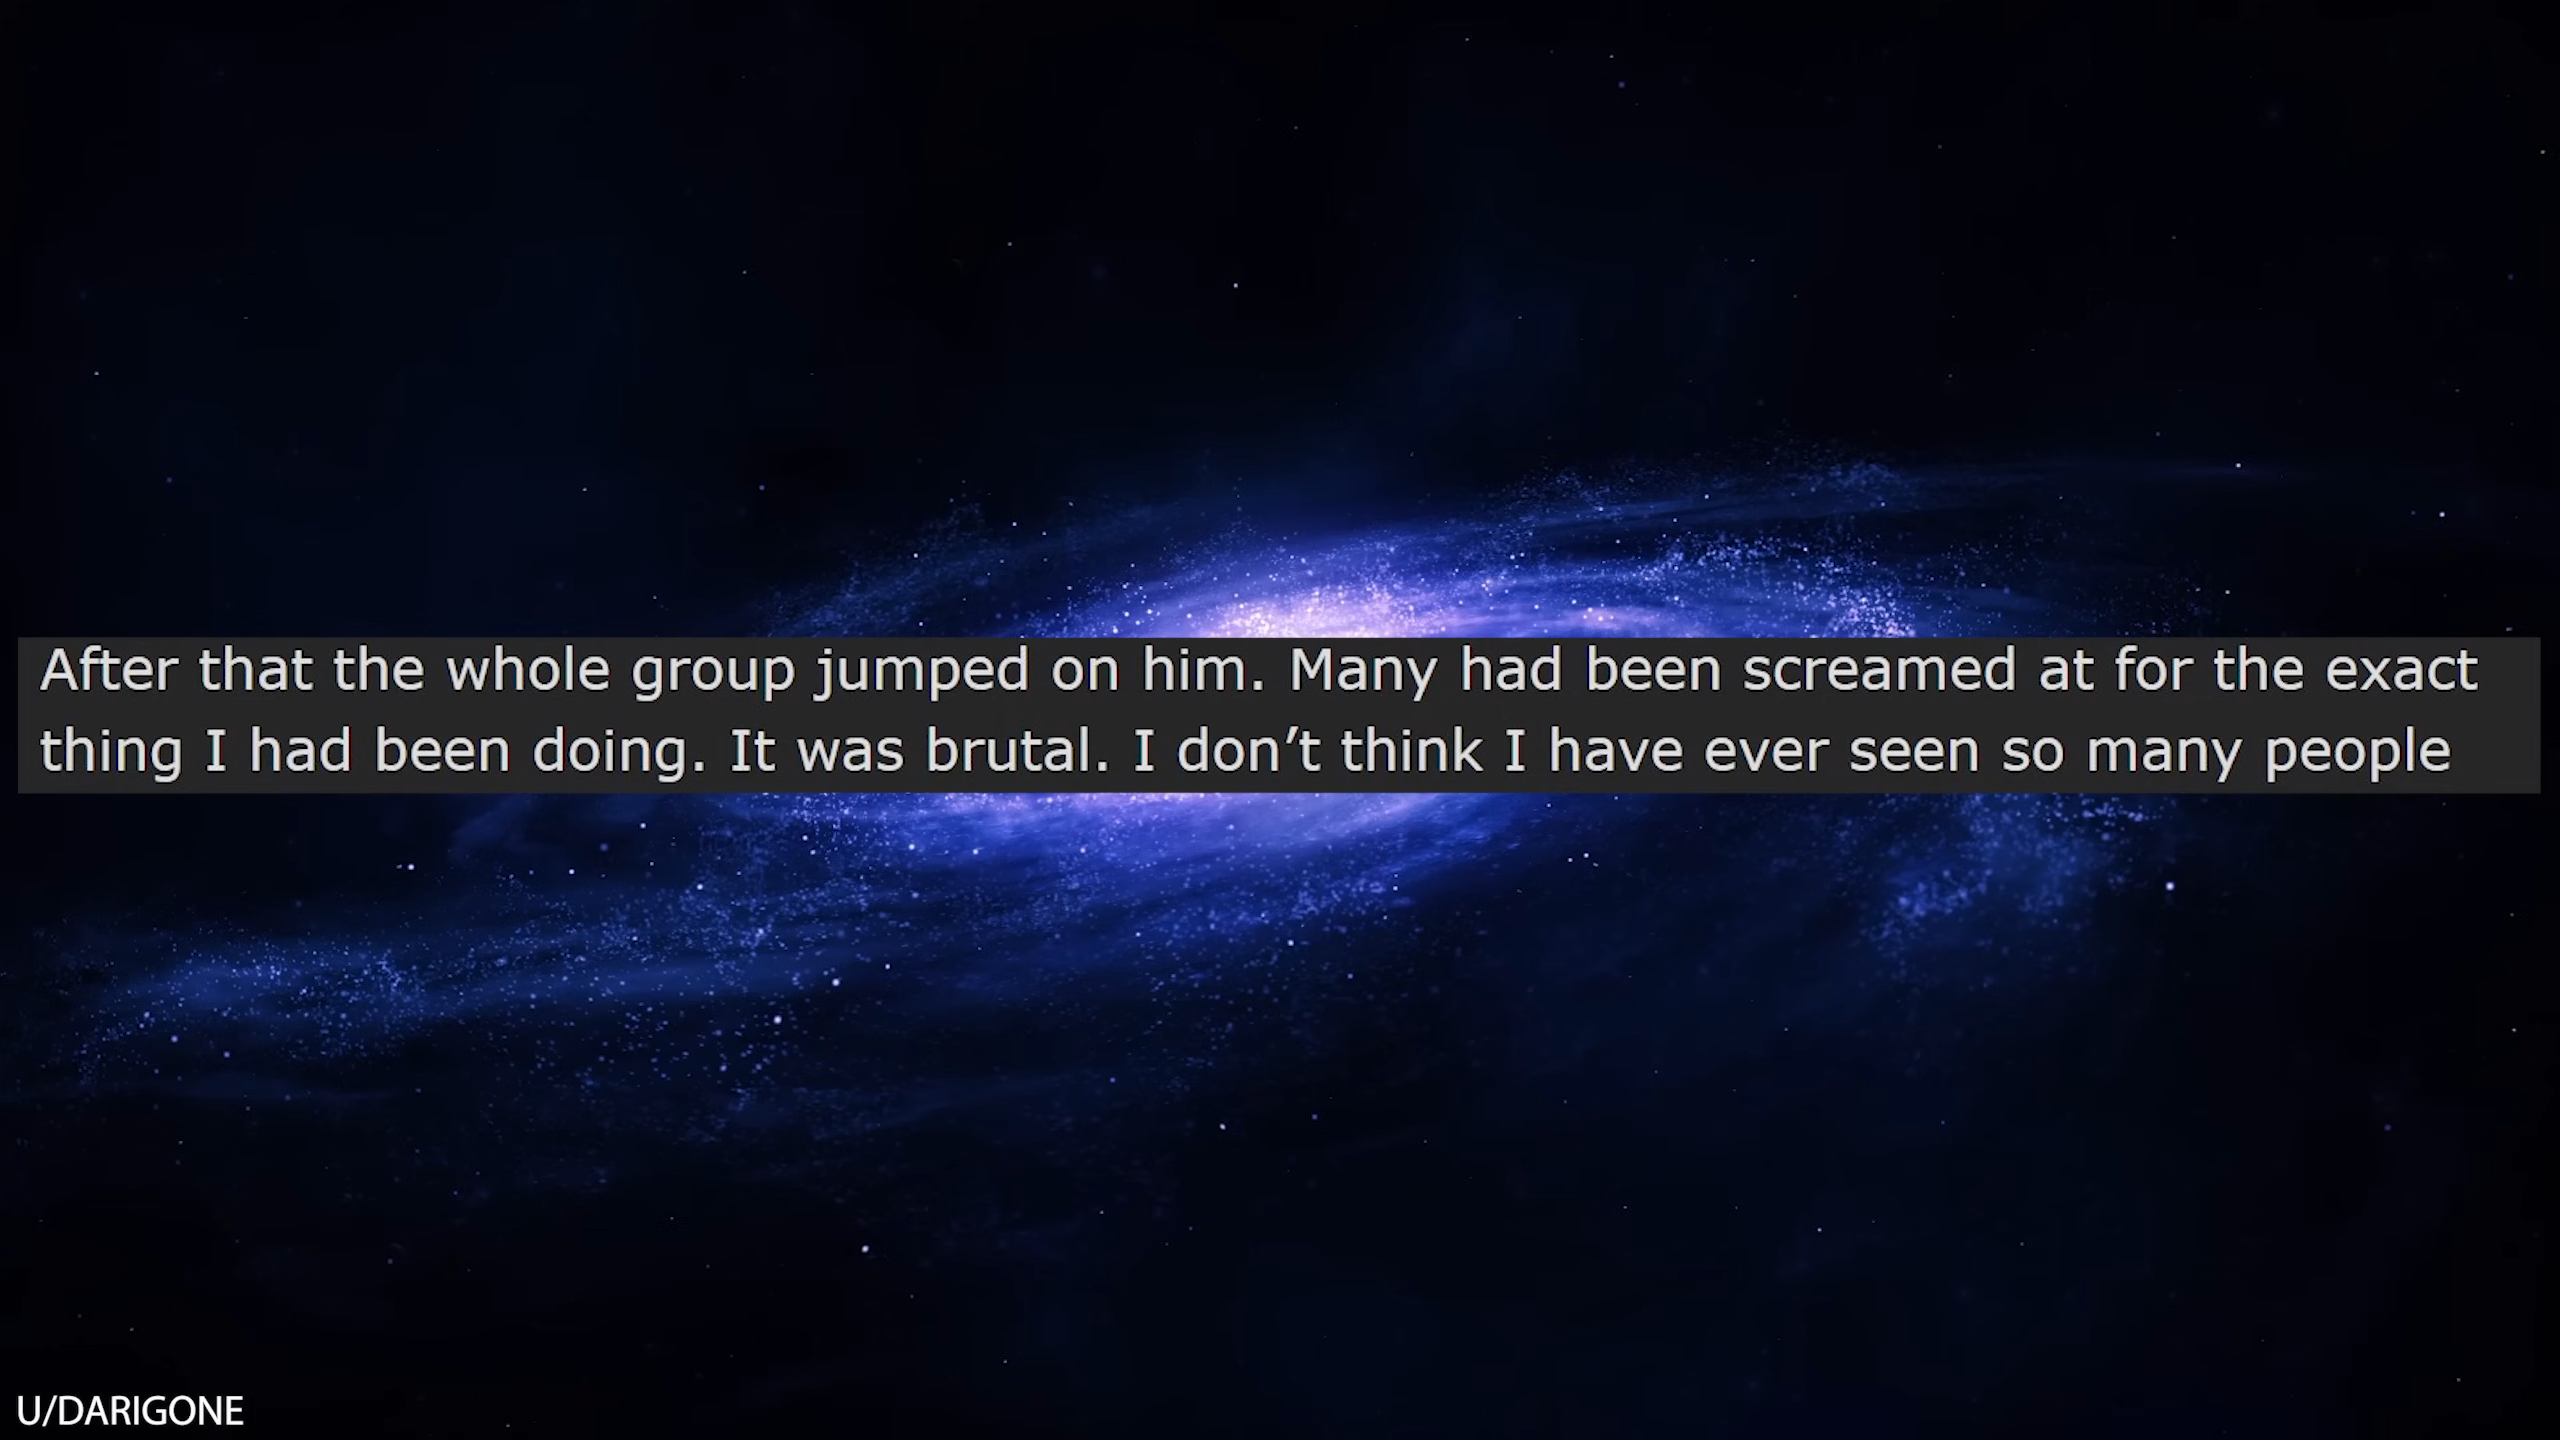 After that the whole group jumped on him. Many had been screamed at for the exact
thing I had been doing. It was brutal. I don’t think I have ever seen so many people
U/DARIGONE